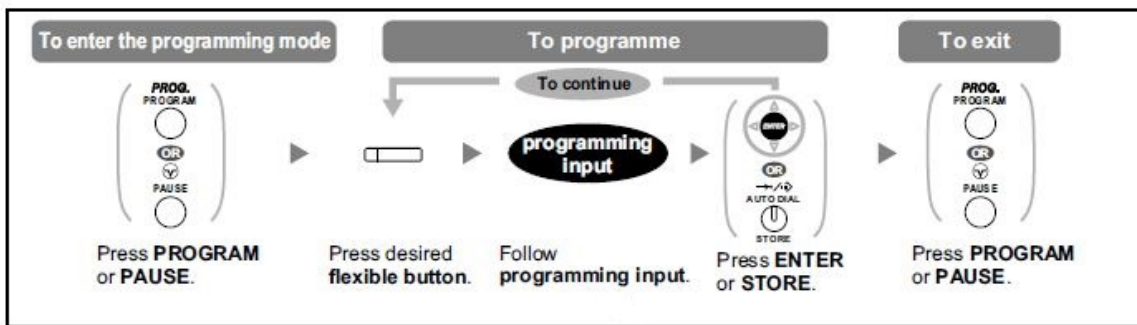 To enter the programming mode
To programme
To exit
To continue
PROG.
PROGRAM
OR
PAUSE
programming
input
ENTER
OR
AUTO DIAL
STORE
PROG.
PROGRAM
OR
PAUSE
Press PROGRAM
or PAUSE.
Press desired
flexible button.
Follow
programming input.
Press ENTER
or STORE.
Press PROGRAM
or PAUSE.